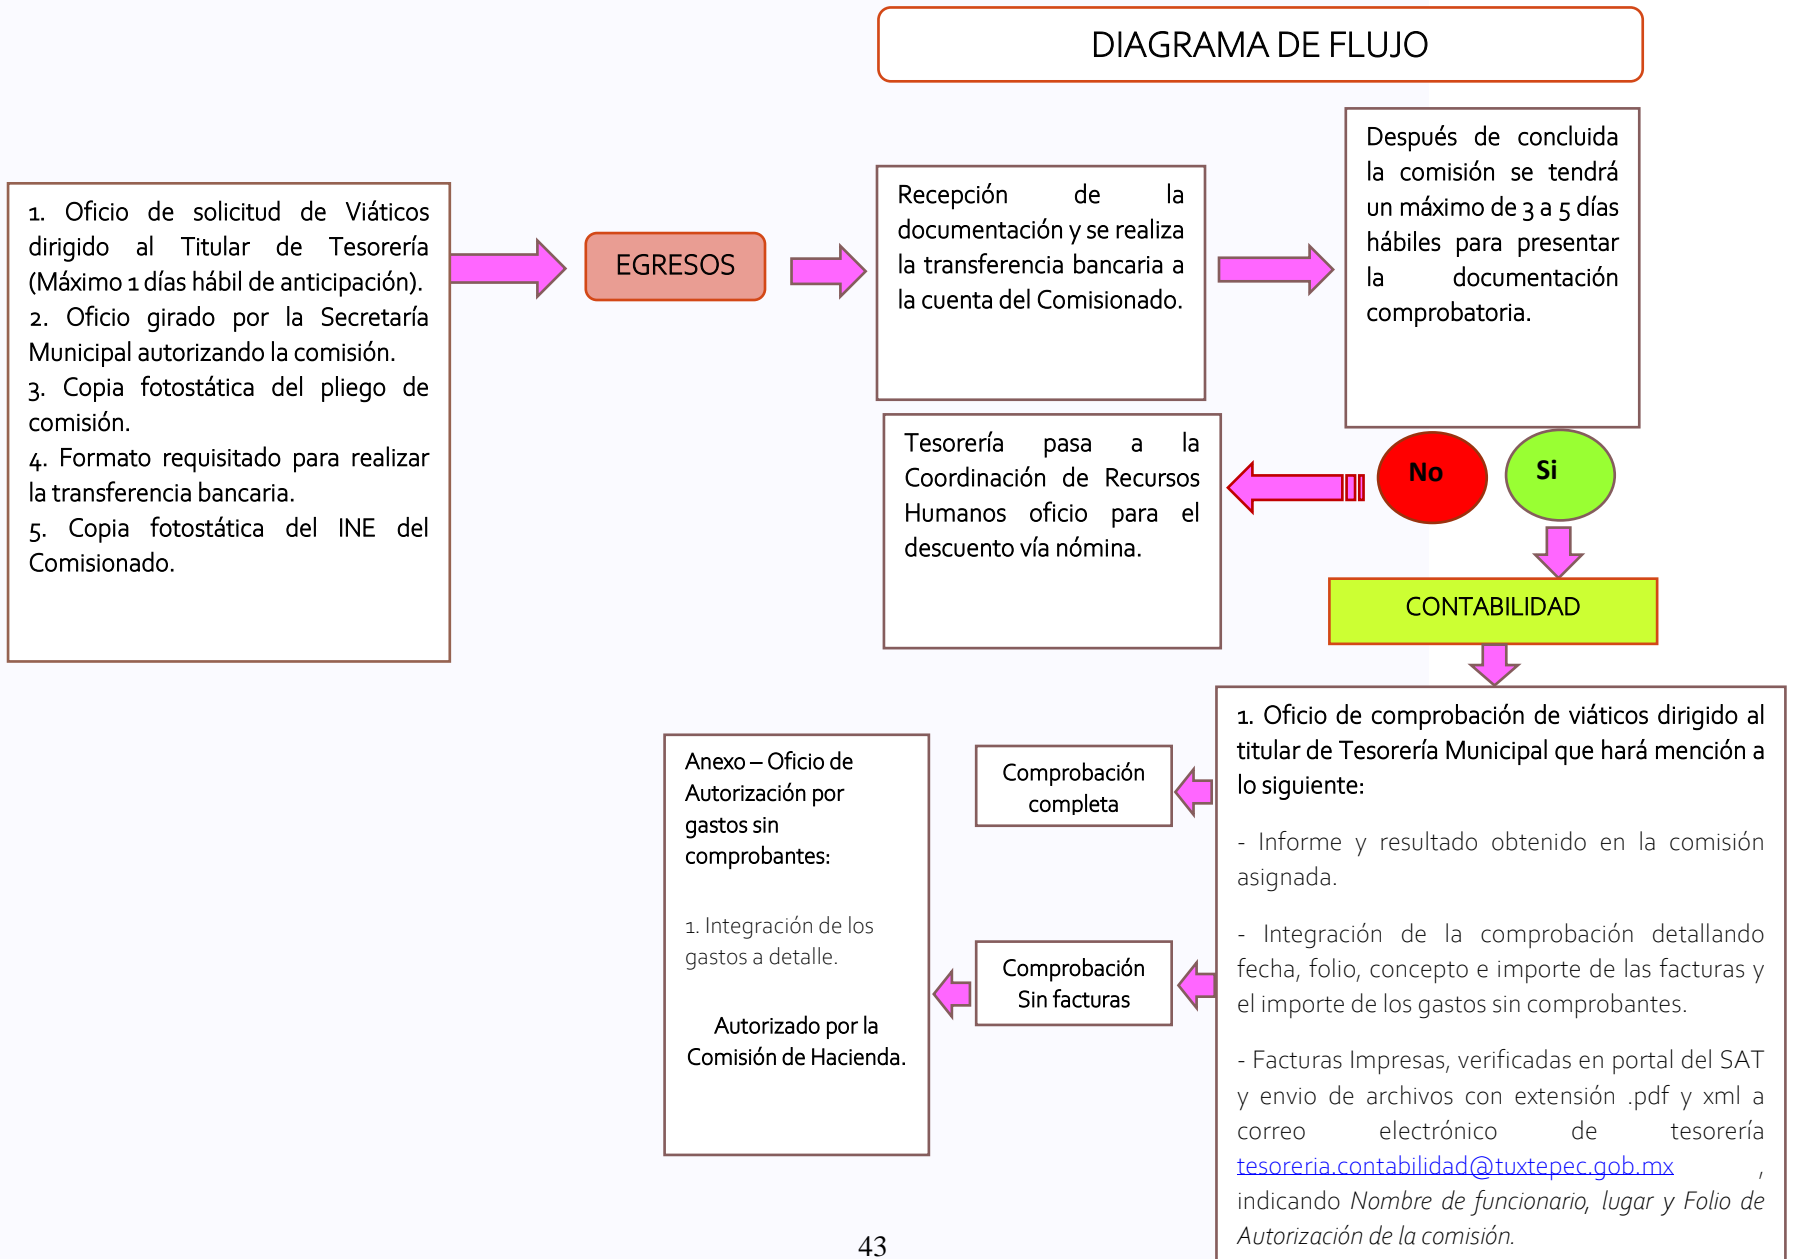 DIAGRAMA DE FLUJO
1. Oficio de solicitud de Viáticos
dirigido al Titular de Tesorería
(Máximo 1 días hábil de anticipación).
2. Oficio girado por la Secretaría
Municipal autorizando la comisión.
3. Copia fotostática del pliego de
comisión.
4. Formato requisitado para realizar
la transferencia bancaria.
5. Copia fotostática del INE del
Comisionado.
EGRESOS
Recepción de la
documentación y se realiza
la transferencia bancaria a
la cuenta del Comisionado.
Después de concluida
la comisión se tendrá
un máximo de 3 a 5 días
hábiles para presentar
la documentación
comprobatoria.
No
Si
Tesorería pasa a la
Coordinación de Recursos
Humanos oficio para el
descuento vía nómina.
CONTABILIDAD
1. Oficio de comprobación de viáticos dirigido al
titular de Tesorería Municipal que hará mención a
lo siguiente:
- Informe y resultado obtenido en la comisión
asignada.
- Integración de la comprobación detallando
fecha, folio, concepto e importe de las facturas y
el importe de los gastos sin comprobantes.
- Facturas Impresas, verificadas en portal del SAT
y envio de archivos con extensión .pdf y xml a
correo electrónico de tesorería
tesoreria.contabilidad@tuxtepec.gob.mx ,
indicando Nombre de funcionario, lugar y Folio de
Autorización de la comisión.
Comprobación
completa
Comprobación
Sin facturas
Anexo – Oficio de
Autorización por
gastos sin
comprobantes:
1. Integración de los
gastos a detalle.
Autorizado por la
Comisión de Hacienda.
43